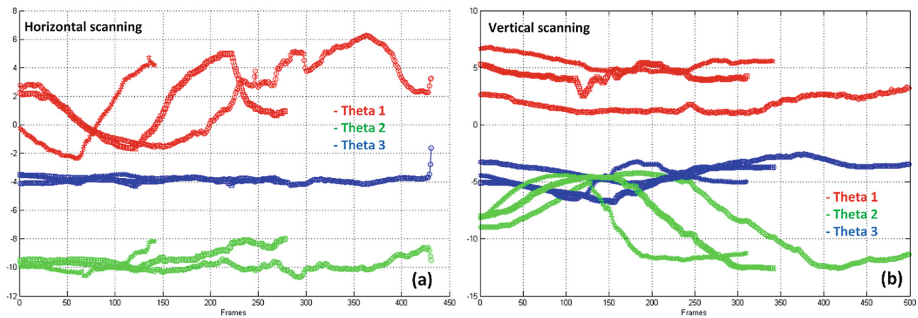 8
6
4
2
0
-2
-4
-6
-8
-10
-12
Horizontal scanning
- Theta 1
- Theta 2
- Theta 3
(a)
0 50 100 150 200 250 300 350 400 450
Frames
10
5
0
-5
-10
-15
Vertical scanning
- Theta 1
- Theta 2
- Theta 3
(b)
0 50 100 150 200 250 300 350 400 450 500
Frames